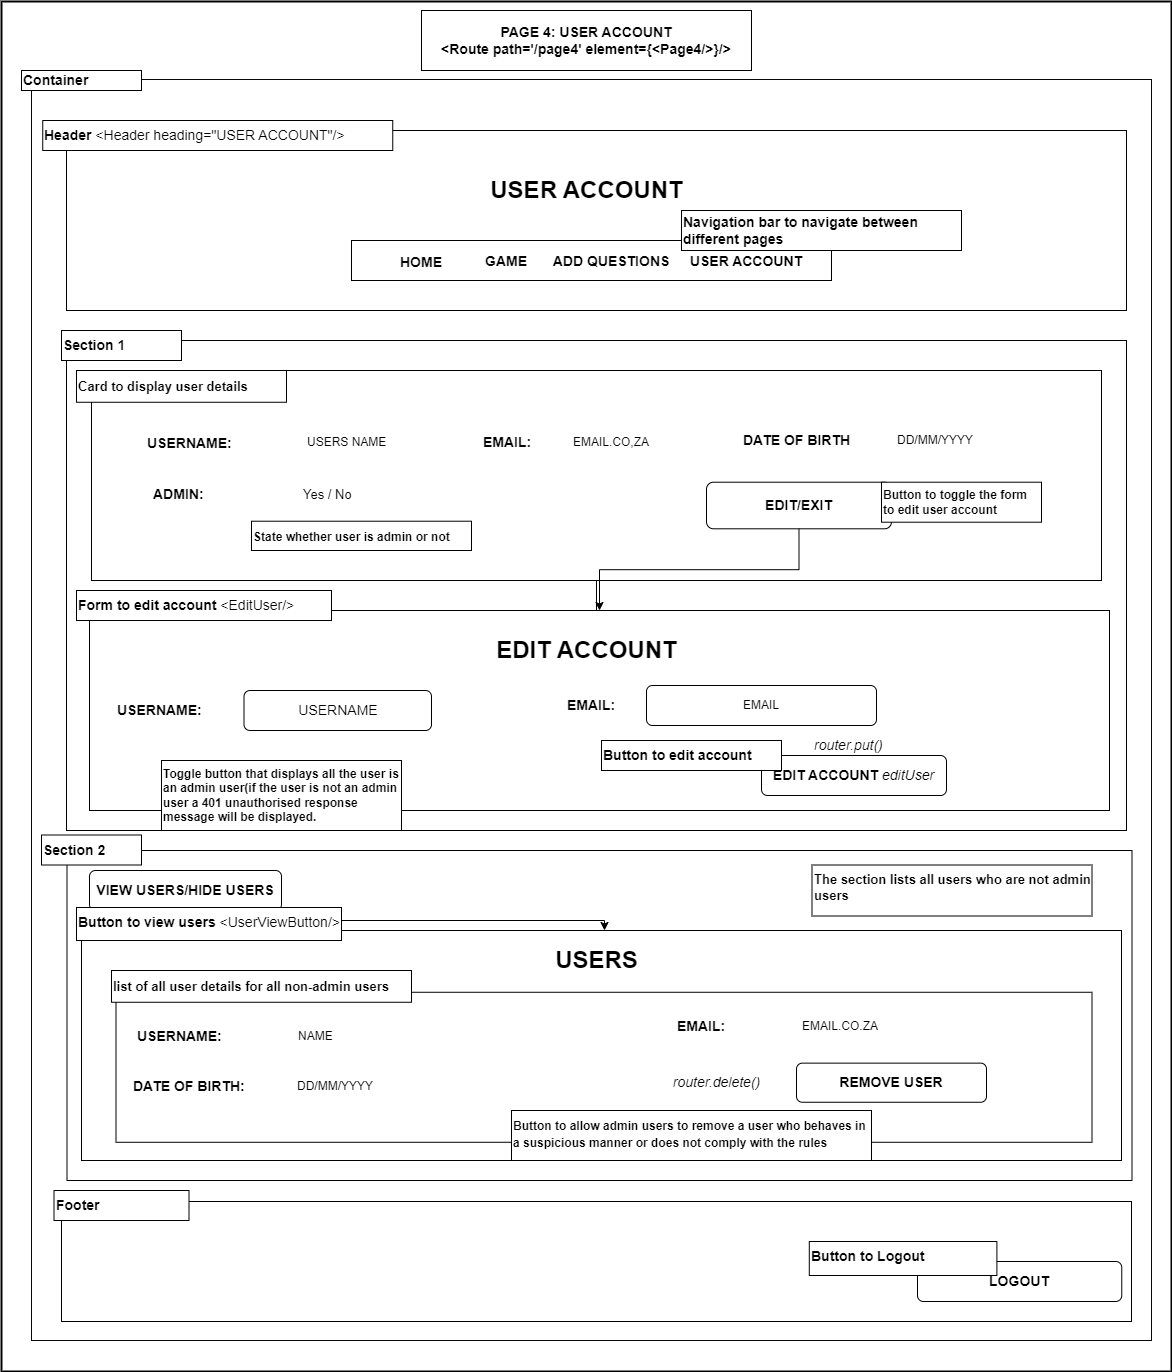 PAGE 4: USER ACCOUNT
<Route path='/page4' element={<Page4/>}/>
Container
Header <Header heading="USER ACCOUNT"/>
USER ACCOUNT
Navigation bar to navigate between
different pages
HOME GAME ADD QUESTIONS USER ACCOUNT
Section 1
Card to display user details
USERNAME: USERS NAME EMAIL: EMAIL.CO,ZA DATE OF BIRTH DD/MM/YYYY
ADMIN: Yes / No
EDIT/EXIT
Button to toggle the form
to edit user account
State whether user is admin or not
Form to edit account <EditUser/>
EDIT ACCOUNT
USERNAME: USERNAME EMAIL: EMAIL
router.put()
Button to edit account
EDIT ACCOUNT editUser
Toggle button that displays all the user is
an admin user(if the user is not an admin
user a 401 unauthorised response
message will be displayed.
Section 2
VIEW USERS/HIDE USERS
The section lists all users who are not admin
users
Button to view users <UserViewButton/>
USERS
list of all user details for all non-admin users
USERNAME: NAME EMAIL: EMAIL.CO.ZA
DATE OF BIRTH: DD/MM/YYYY router.delete() REMOVE USER
Button to allow admin users to remove a user who behaves in
a suspicious manner or does not comply with the rules
Footer
Button to Logout
LOGOUT